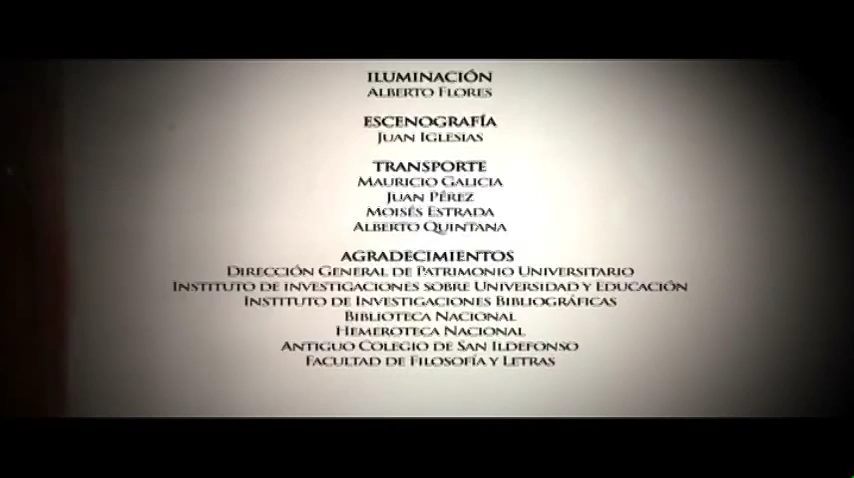 ILUMINACIÓN
ALBERTO FLORES
ESCENOGRAFÍA
JUAN IGLESIAS
TRANSPORTE
MAURICIO GALICIA
JUAN PÉREZ
MOISÉS ESTRADA
ALBERTO QUINTANA
AGRADECIMIENTOS
DIRECCIÓN GENERAL DE PATRIMONIO UNIVERSITARIO
INSTITUTO DE INVESTIGACIONES SOBRE UNIVERSIDAD Y EDUCACIÓN
INSTITUTO DE INVESTIGACIONES BIBLIOGRÁFICAS
BIBLIOTECA NACIONAL
HEMEROTECA NACIONAL
ANTIGUO COLEGIO DE SAN ILDEFONSO
FACULTAD DE FILOSOFÍA Y LETRAS